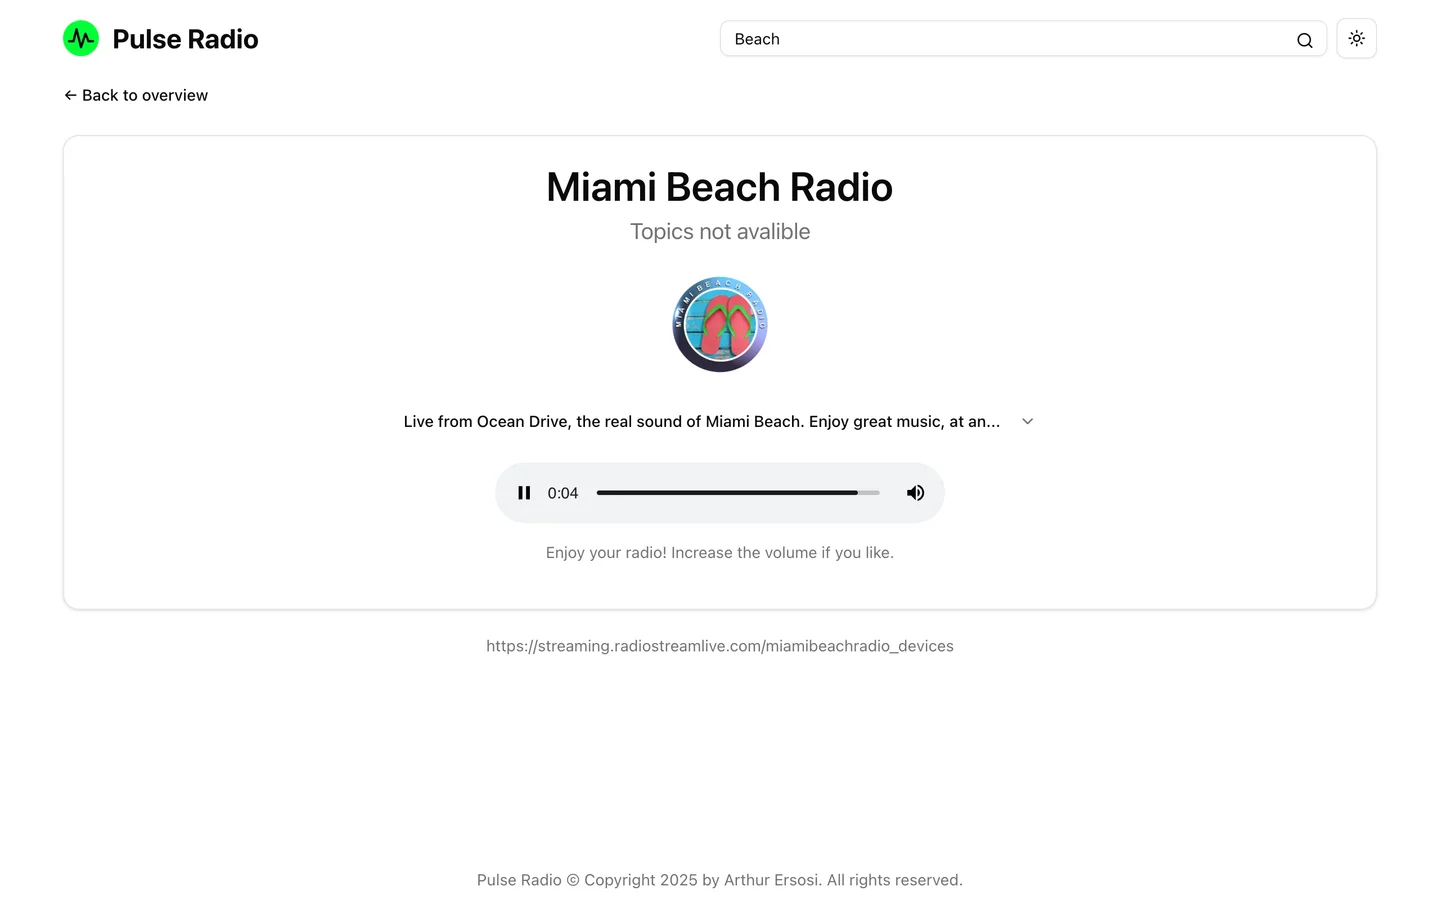 Pulse Radio
Beach
← Back to overview
Miami Beach Radio
Topics not avalible
MIAMI BEACH RADIO
Live from Ocean Drive, the real sound of Miami Beach. Enjoy great music, at an...
0:04
Enjoy your radio! Increase the volume if you like.
https://streaming.radiostreamlive.com/miamibeachradio_devices
Pulse Radio © Copyright 2025 by Arthur Ersosi. All rights reserved.